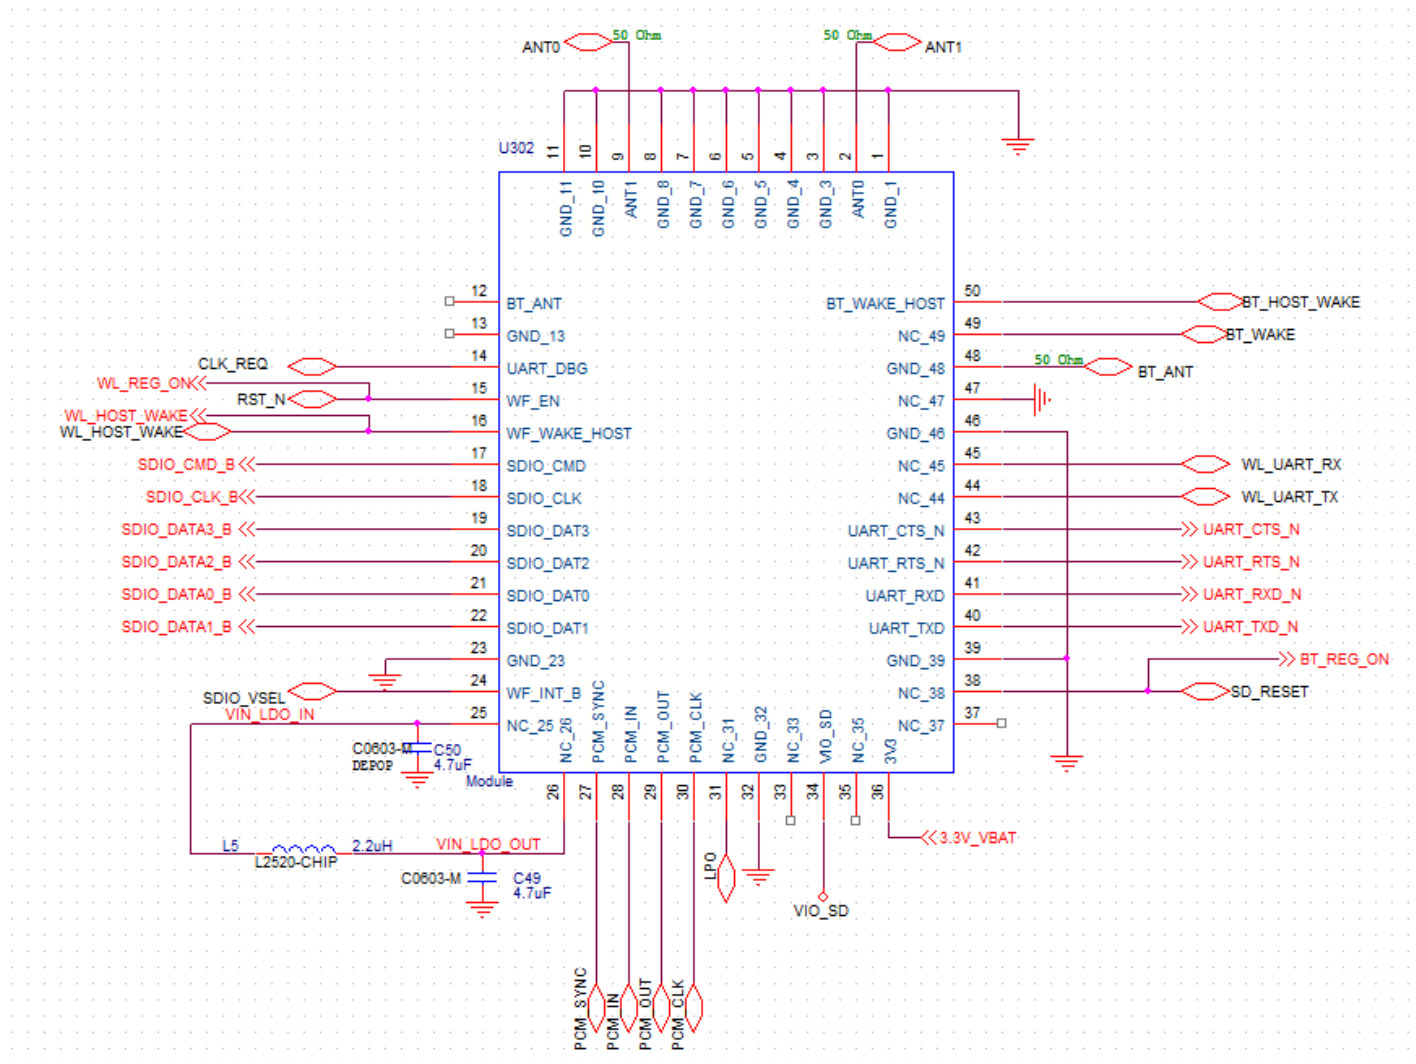 ANT0
50 Ohm
50 Ohm
ANT1
U302
11
10
9
8
7
6
5
4
3
2
1
GND_11
GND_10
ANT1
GND_8
GND_7
GND_6
GND_5
GND_4
GND_3
ANT0
GND_1
12
BT_ANT
13
GND_13
CLK_REQ
14
UART_DBG
WL_REG_ON
RST_N
15
WF_EN
WL_HOST_WAKE
WL_HOST_WAKE
16
WF_WAKE_HOST
SDIO_CMD_B
17
SDIO_CMD
SDIO_CLK_B
18
SDIO_CLK
SDIO_DATA3_B
19
SDIO_DAT3
SDIO_DATA2_B
20
SDIO_DAT2
SDIO_DATA0_B
21
SDIO_DAT0
SDIO_DATA1_B
22
SDIO_DAT1
23
GND_23
SDIO_VSEL
24
WF_INT_B
VIN_LDO_IN
25
NC_25
BT_WAKE_HOST
50
BT_HOST_WAKE
NC_49
49
BT_WAKE
GND_48
48
50 Ohm
BT_ANT
NC_47
47
GND_46
46
NC_45
45
WL_UART_RX
NC_44
44
WL_UART_TX
UART_CTS_N
43
UART_CTS_N
UART_RTS_N
42
UART_RTS_N
UART_RXD
41
UART_RXD_N
UART_TXD
40
UART_TXD_N
GND_39
39
BT_REG_ON
NC_38
38
SD_RESET
NC_37
37
NC_26
PCM_SYNC
PCM_IN
PCM_OUT
PCM_CLK
NC_31
GND_32
NC_33
VIO_SD
NC_35
3V3
C0603-M
DEPOP
C50
4.7uF
Module
26
27
28
29
30
31
32
33
34
35
36
L5
2.2uH
L2520-CHIP
VIN_LDO_OUT
C0603-M
C49
4.7uF
3.3V_VBAT
LPO
VIO_SD
PCM_SYNC
PCM_IN
PCM_OUT
PCM_CLK